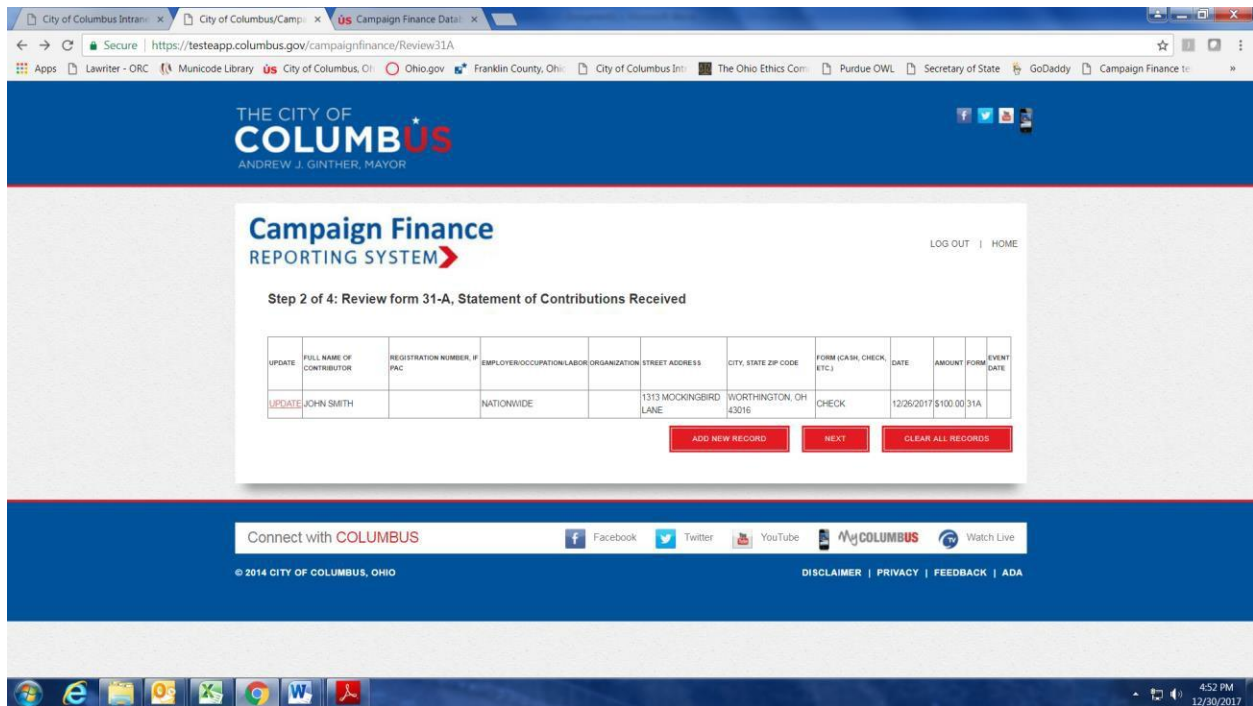 City of Columbus Intran
City of Columbus/Camp
ús Campaign Finance Data
Secure | https://testeapp.columbus.gov/campaignfinance/Review31A
Apps Lawriter - ORC Municode Library ús City of Columbus, Oh Ohio.gov Franklin County, Ohi City of Columbus Int The Ohio Ethics Com Purdue OWL Secretary of State GoDaddy Campaign Finance te »
THE CITY OF
COLUMBUS
ANDREW J. GINTHER, MAYOR
Campaign Finance
REPORTING SYSTEM
LOG OUT | HOME
Step 2 of 4: Review form 31-A, Statement of Contributions Received
UPDATE FULL NAME OF CONTRIBUTOR REGISTRATION NUMBER, IF PAC EMPLOYER/OCCUPATION/LABOR ORGANIZATION STREET ADDRESS CITY, STATE ZIP CODE FORM (CASH, CHECK, ETC.) DATE AMOUNT FORM EVENT DATE
UPDATE JOHN SMITH NATIONWIDE 1313 MOCKINGBIRD LANE WORTHINGTON, OH 43016 CHECK 12/26/2017 $100.00 31A
ADD NEW RECORD NEXT CLEAR ALL RECORDS
Connect with COLUMBUS Facebook Twitter YouTube MyCOLUMBUS Watch Live
© 2014 CITY OF COLUMBUS, OHIO DISCLAIMER | PRIVACY | FEEDBACK | ADA
4:52 PM
12/30/2017